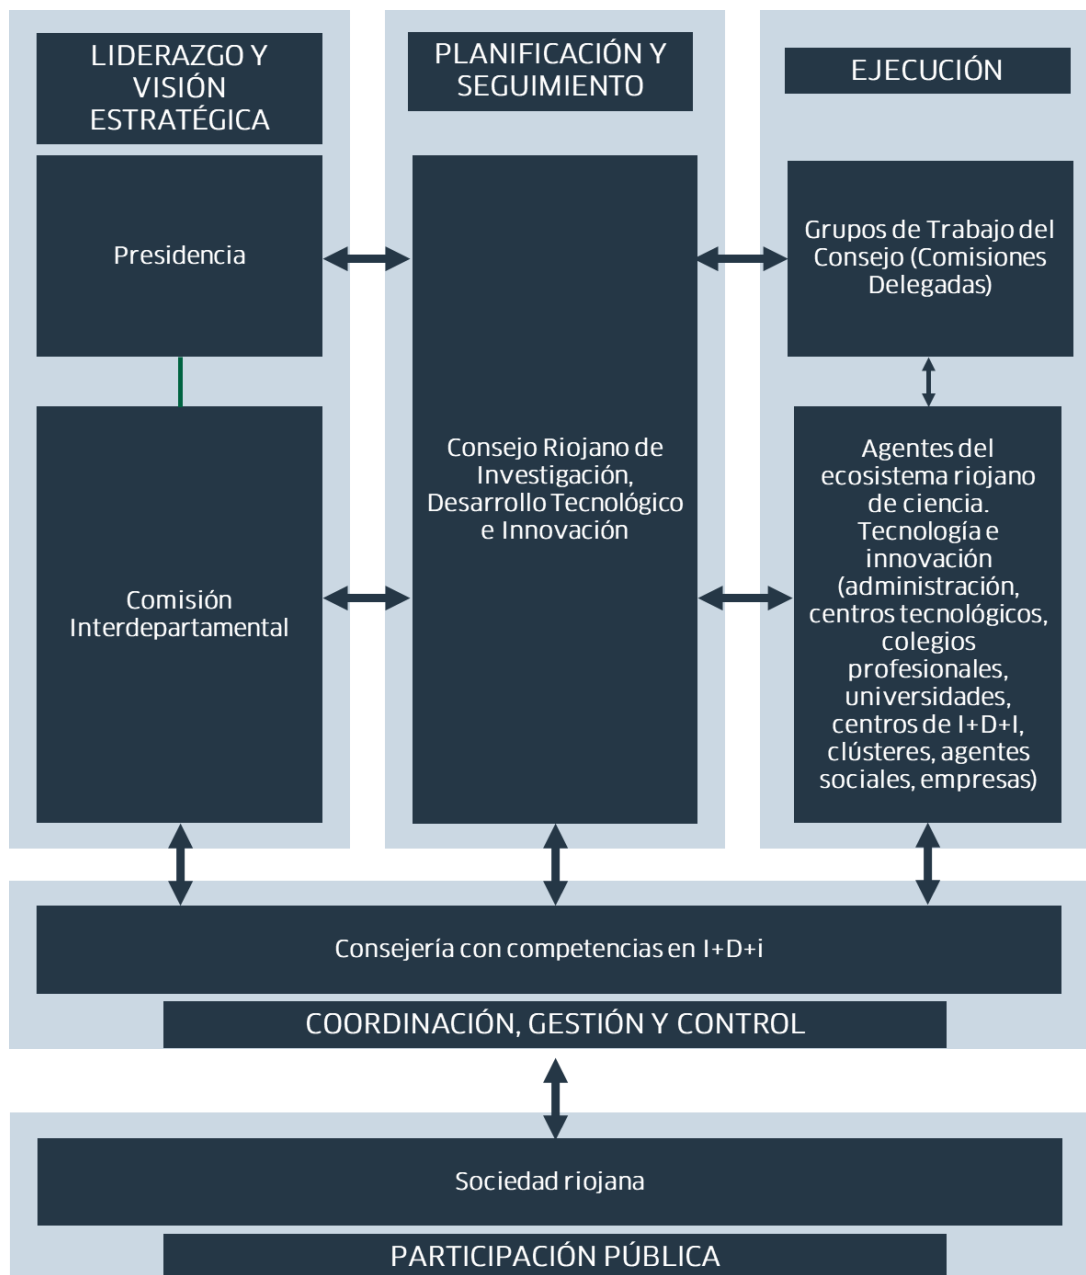 LIDERAZGO Y
VISIÓN
ESTRATÉGICA
Presidencia
Comisión
Interdepartamental
PLANIFICACIÓN Y
SEGUIMIENTO
Consejo Riojano de
Investigación,
Desarrollo Tecnológico
e Innovación
EJECUCIÓN
Grupos de Trabajo del
Consejo (Comisiones
Delegadas)
Agentes del
ecosistema riojano
de ciencia.
Tecnología e
innovación
(administración,
centros tecnológicos,
colegios
profesionales,
universidades,
centros de I+D+I,
clústeres, agentes
sociales, empresas)
Consejería con competencias en I+D+i
COORDINACIÓN, GESTIÓN Y CONTROL
Sociedad riojana
PARTICIPACIÓN PÚBLICA